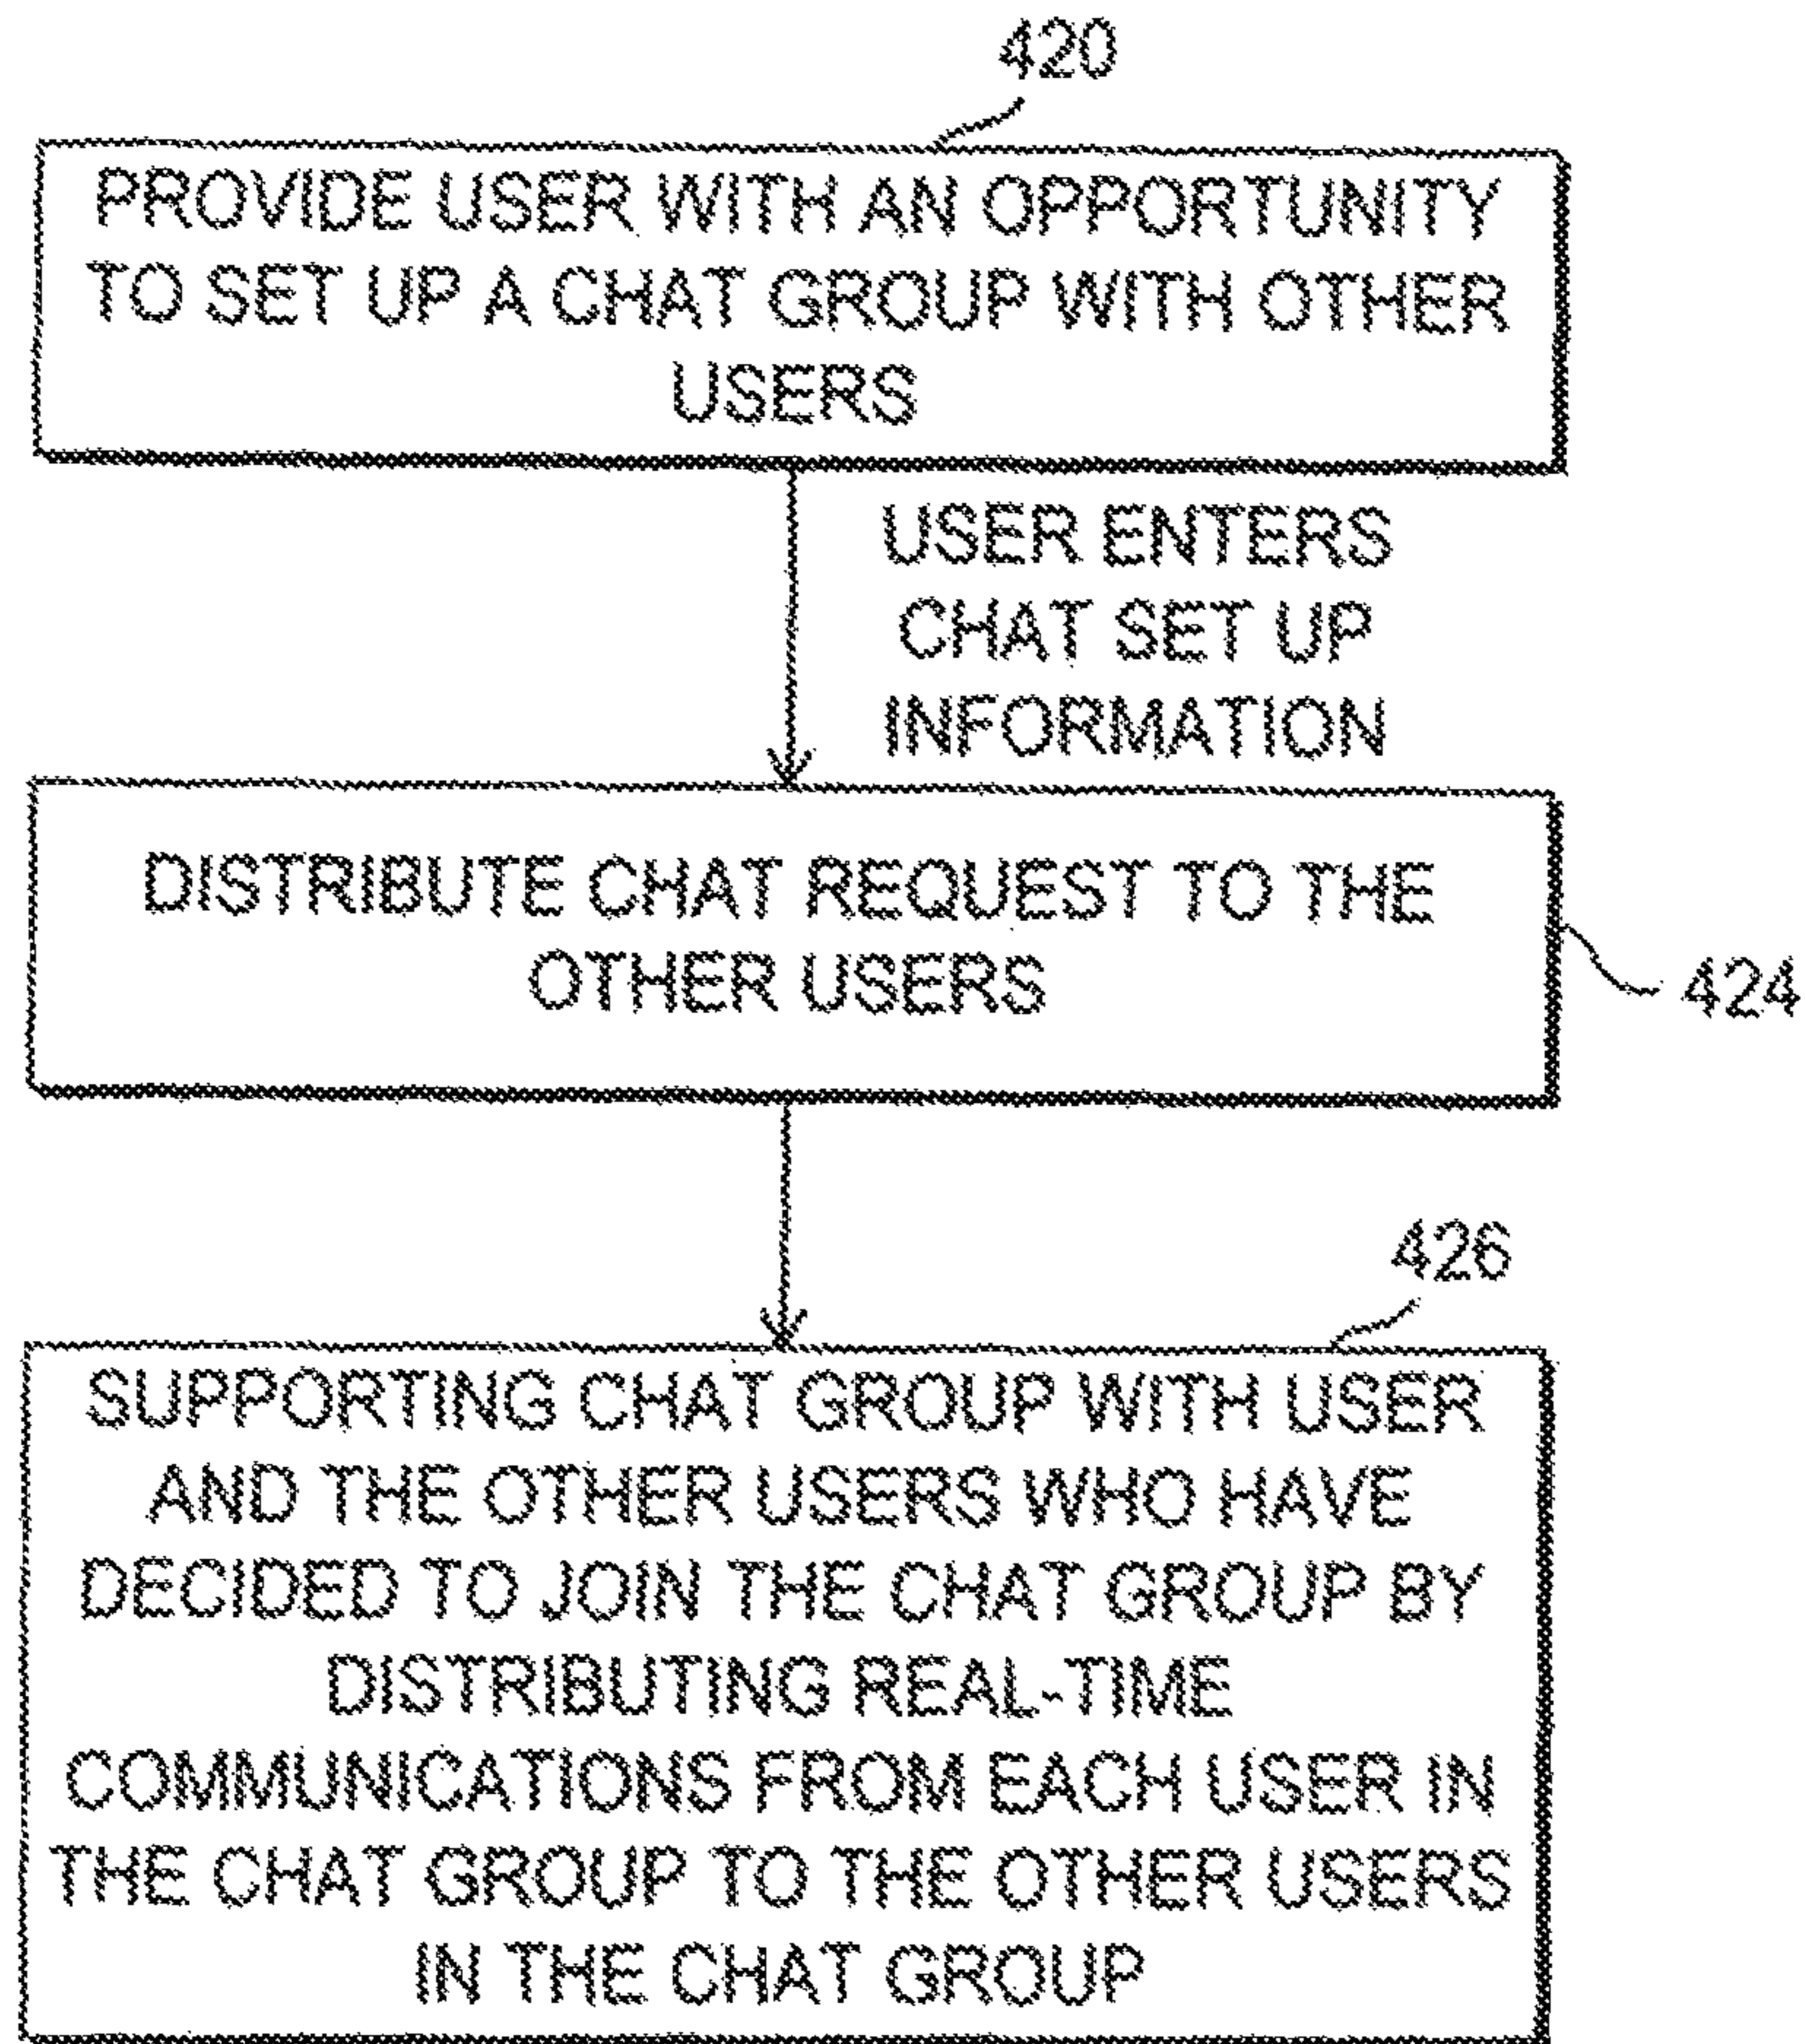 420
PROVIDE USER WITH AN OPPORTUNITY
TO SET UP A CHAT GROUP WITH OTHER
USERS
USER ENTERS
CHAT SET UP
INFORMATION
DISTRIBUTE CHAT REQUEST TO THE
OTHER USERS
424
426
SUPPORTING CHAT GROUP WITH USER
AND THE OTHER USERS WHO HAVE
DECIDED TO JOIN THE CHAT GROUP BY
DISTRIBUTING REAL-TIME
COMMUNICATIONS FROM EACH USER IN
THE CHAT GROUP TO THE OTHER USERS
IN THE CHAT GROUP